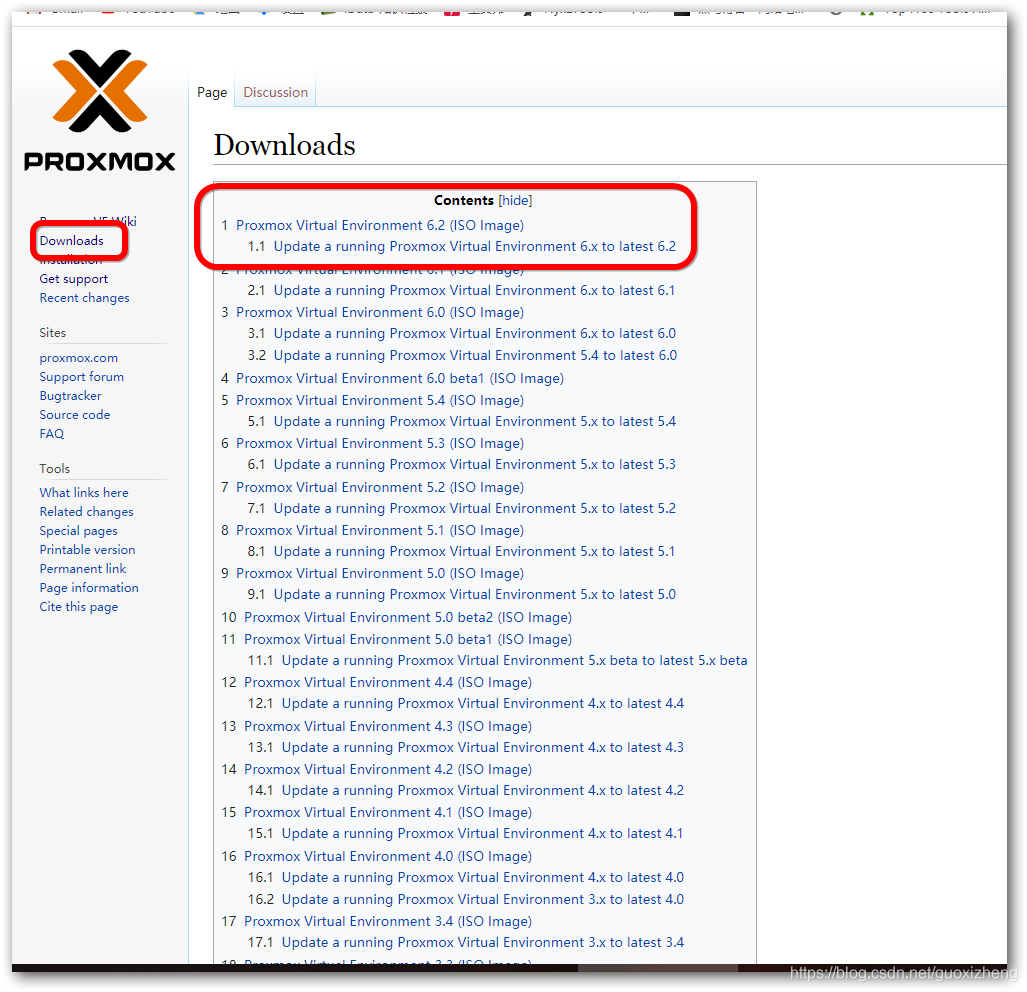 PROXMOX
Page Discussion
Downloads
Proxmox VE Wiki
Downloads
Installation
Get support
Recent changes
Sites
proxmox.com
Support forum
Bugtracker
Source code
FAQ
Tools
What links here
Related changes
Special pages
Printable version
Permanent link
Page information
Cite this page
Contents [hide]
1 Proxmox Virtual Environment 6.2 (ISO Image)
1.1 Update a running Proxmox Virtual Environment 6.x to latest 6.2
2 Proxmox Virtual Environment 6.1 (ISO Image)
2.1 Update a running Proxmox Virtual Environment 6.x to latest 6.1
3 Proxmox Virtual Environment 6.0 (ISO Image)
3.1 Update a running Proxmox Virtual Environment 6.x to latest 6.0
3.2 Update a running Proxmox Virtual Environment 5.4 to latest 6.0
4 Proxmox Virtual Environment 6.0 beta1 (ISO Image)
5 Proxmox Virtual Environment 5.4 (ISO Image)
5.1 Update a running Proxmox Virtual Environment 5.x to latest 5.4
6 Proxmox Virtual Environment 5.3 (ISO Image)
6.1 Update a running Proxmox Virtual Environment 5.x to latest 5.3
7 Proxmox Virtual Environment 5.2 (ISO Image)
7.1 Update a running Proxmox Virtual Environment 5.x to latest 5.2
8 Proxmox Virtual Environment 5.1 (ISO Image)
8.1 Update a running Proxmox Virtual Environment 5.x to latest 5.1
9 Proxmox Virtual Environment 5.0 (ISO Image)
9.1 Update a running Proxmox Virtual Environment 5.x to latest 5.0
10 Proxmox Virtual Environment 5.0 beta2 (ISO Image)
11 Proxmox Virtual Environment 5.0 beta1 (ISO Image)
11.1 Update a running Proxmox Virtual Environment 5.x beta to latest 5.x beta
12 Proxmox Virtual Environment 4.4 (ISO Image)
12.1 Update a running Proxmox Virtual Environment 4.x to latest 4.4
13 Proxmox Virtual Environment 4.3 (ISO Image)
13.1 Update a running Proxmox Virtual Environment 4.x to latest 4.3
14 Proxmox Virtual Environment 4.2 (ISO Image)
14.1 Update a running Proxmox Virtual Environment 4.x to latest 4.2
15 Proxmox Virtual Environment 4.1 (ISO Image)
15.1 Update a running Proxmox Virtual Environment 4.x to latest 4.1
16 Proxmox Virtual Environment 4.0 (ISO Image)
16.1 Update a running Proxmox Virtual Environment 4.x to latest 4.0
16.2 Update a running Proxmox Virtual Environment 3.x to latest 4.0
17 Proxmox Virtual Environment 3.4 (ISO Image)
17.1 Update a running Proxmox Virtual Environment 3.x to latest 3.4
18 Proxmox Virtual Environment 3.3 (ISO Image)
https://blog.csdn.net/guoxizheng